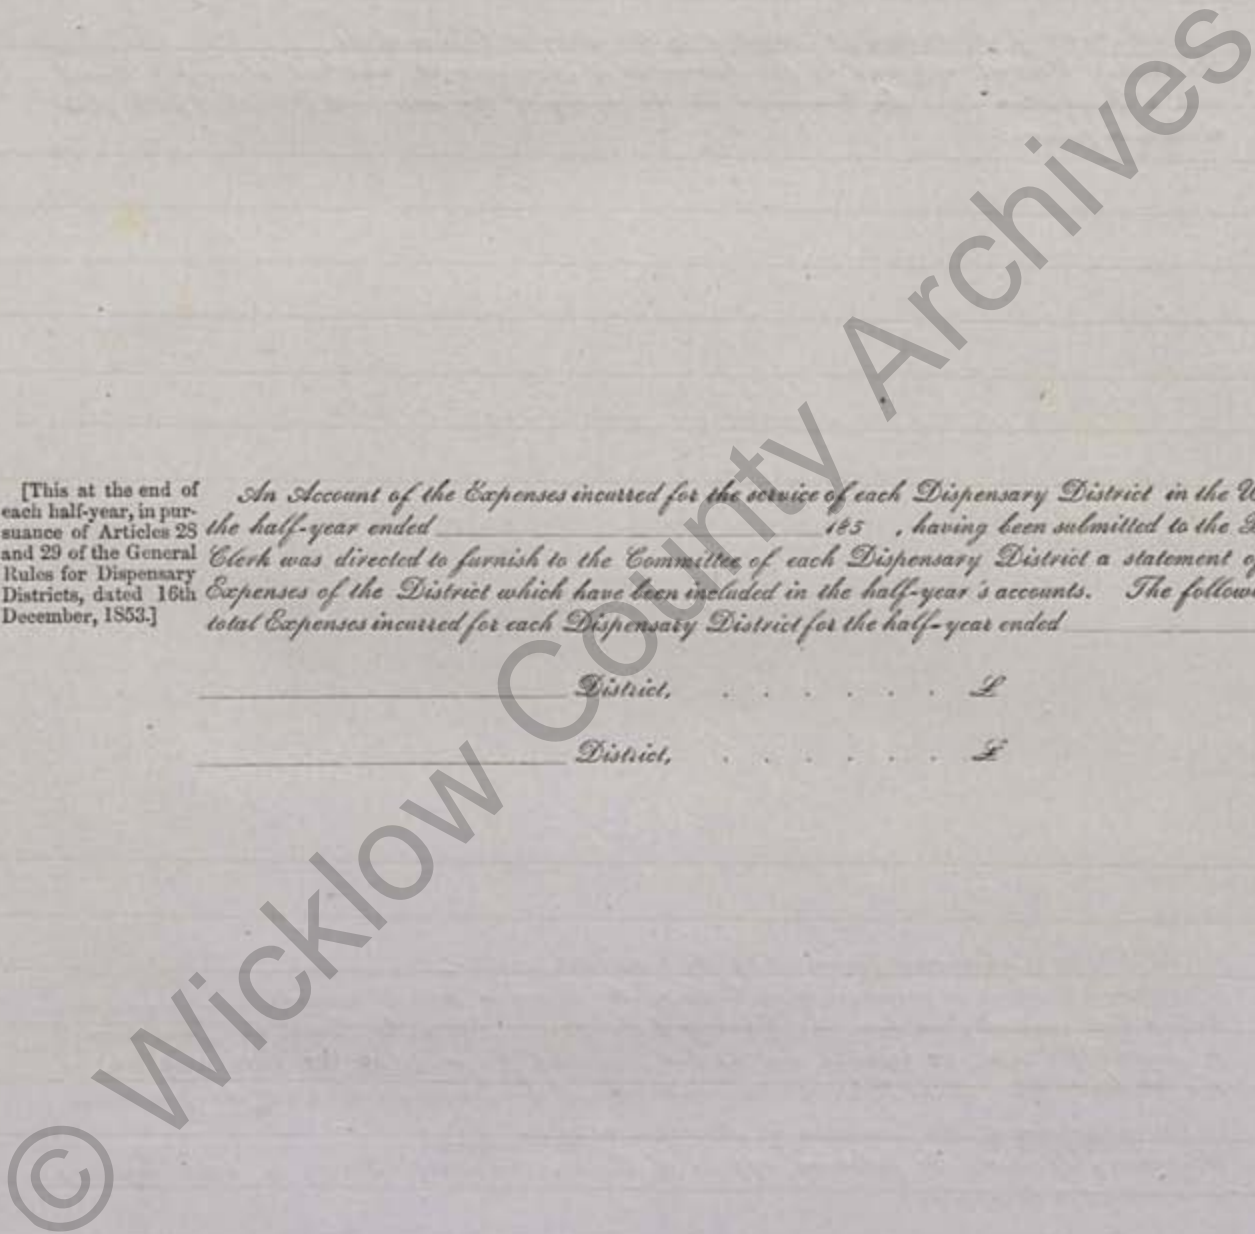 [This at the end of
each half-year, in pur-
suance of Articles 28
and 29 of the General
Rules for Dispensary
Districts, dated 16th
December, 1853.]
An Account of the Expenses incurred for the service of each Dispensary District in the U
the half-year ended 185 , having been submitted to the
Clerk was directed to furnish to the Committee of each Dispensary District a statement of
Expenses of the District which have been included in the half-year's accounts. The follow
total Expenses incurred for each Dispensary District for the half-year ended
District, . . . . . . £
District, . . . . . . £
© Wicklow County Archives